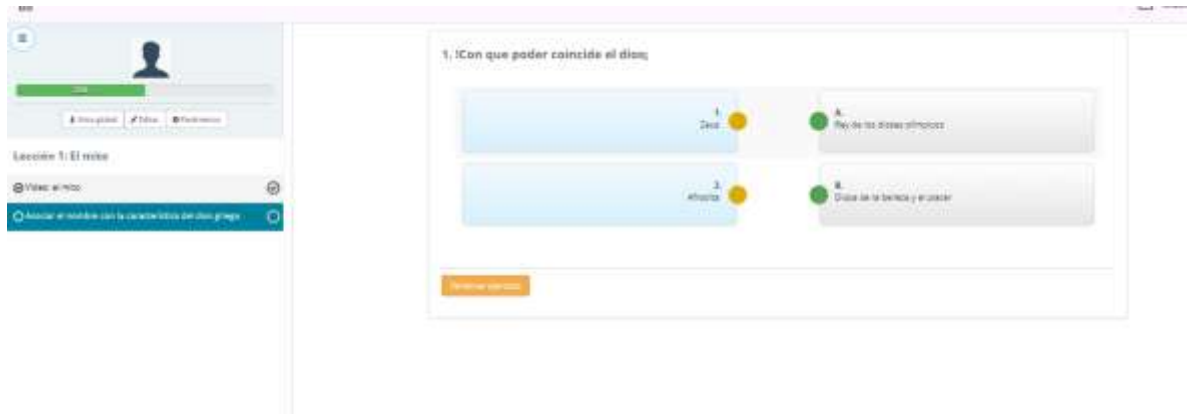 Lección 1: El mito
Video: el mito
Asociar el nombre con la característica del dios griego
1. !Con que poder coincide el dios¡
1.
Zeus
A.
Rey de los dioses olímpicos
2.
Afrodita
B.
Diosa de la belleza y el placer